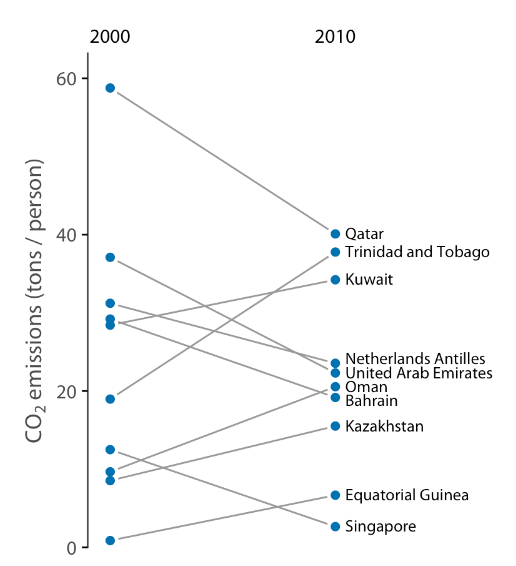 2000 2010
CO₂ emissions (tons / person)
60
40
20
0
Qatar
Trinidad and Tobago
Kuwait
Netherlands Antilles
United Arab Emirates
Oman
Bahrain
Kazakhstan
Equatorial Guinea
Singapore